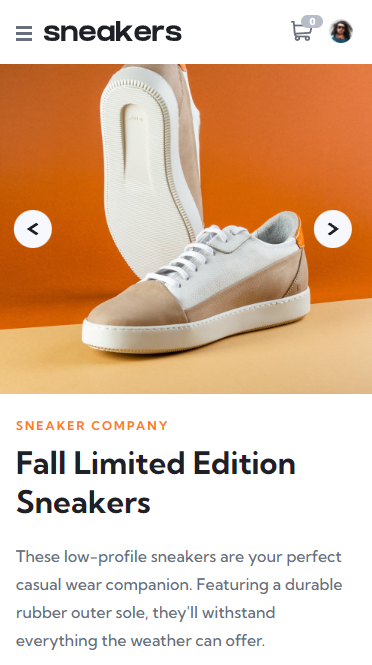 sneakers
0
SNEAKER COMPANY
Fall Limited Edition
Sneakers
These low-profile sneakers are your perfect
casual wear companion. Featuring a durable
rubber outer sole, they'll withstand
everything the weather can offer.